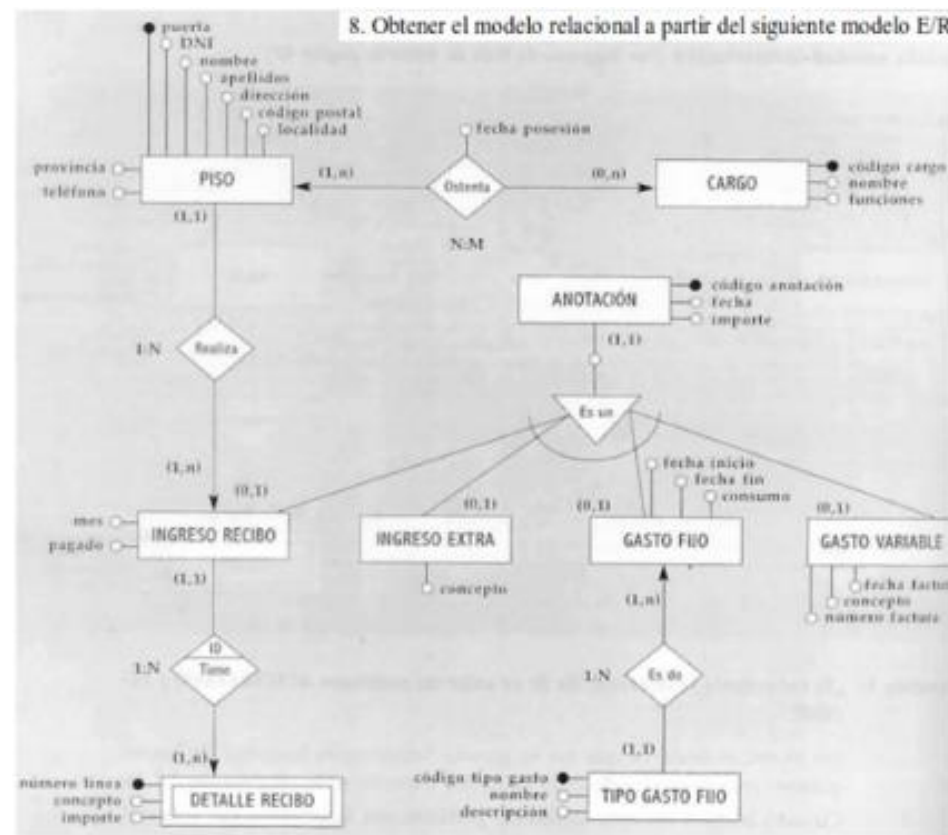 8. Obtener el modelo relacional a partir del siguiente modelo E/R
puerta
DNI
nombre
apellidos
dirección
código postal
localidad
provincia
teléfono
PISO
(1,n)
fecha posesión
Ostenta
(0,n)
N:M
CARGO
código cargo
nombre
funciones
(1,1)
1:N
Realiza
(1,n)
ANOTACIÓN
código anotación
fecha
importe
(1,1)
Es un
(0,1)
mes
pagado
INGRESO RECIBO
(0,1)
INGRESO EXTRA
concepto
fecha inicio
fecha fin
consumo
(0,1)
GASTO FIJO
(0,1)
GASTO VARIABLE
fecha factu
concepto
número factura
(1,1)
ID
1:N
Tiene
(1,n)
número línea
concepto
importe
DETALLE RECIBO
(1,n)
1:N
Es de
(1,1)
código tipo gasto
nombre
descripción
TIPO GASTO FIJO